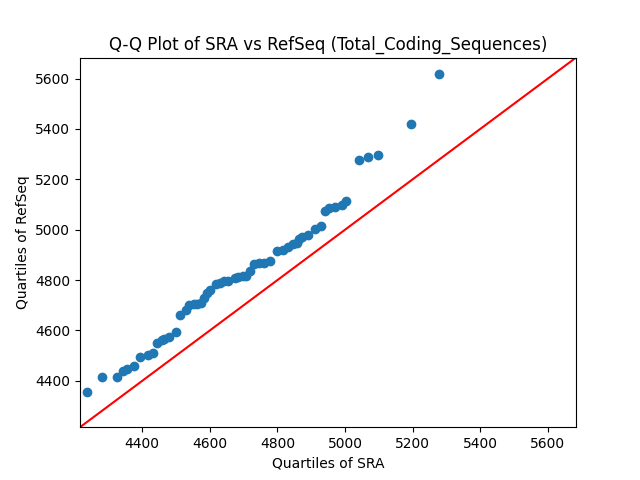 Q-Q Plot of SRA vs RefSeq (Total_Coding_Sequences)
Quartiles of RefSeq
5600
5400
5200
5000
4800
4600
4400
4400 4600 4800 5000 5200 5400 5600
Quartiles of SRA